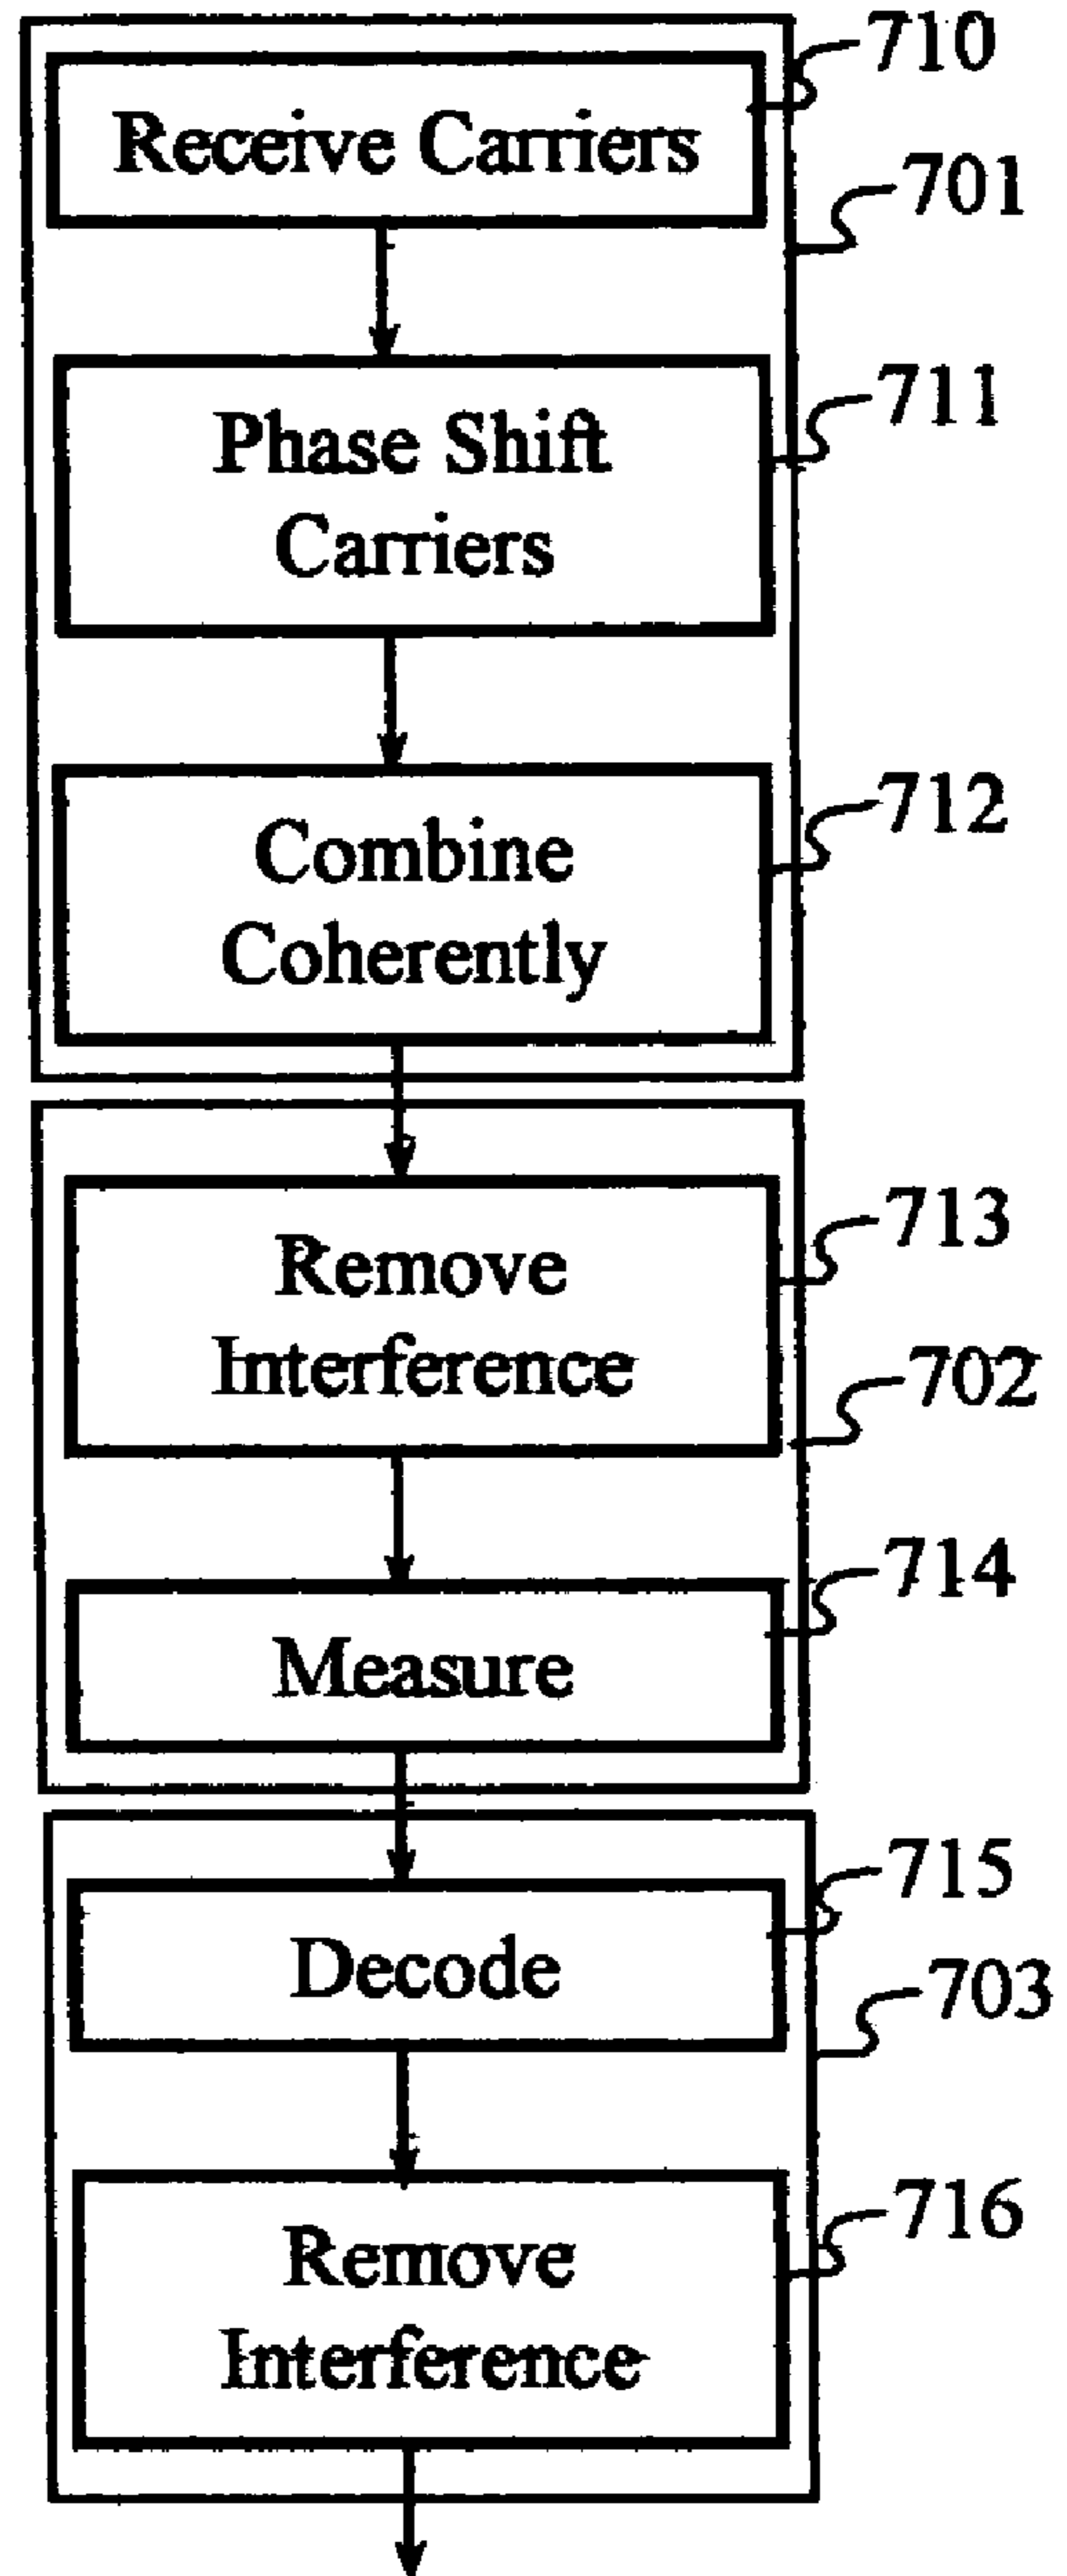 Receive Carriers
710
701
Phase Shift
Carriers
711
Combine
Coherently
712
Remove
Interference
713
702
Measure
714
Decode
715
703
Remove
Interference
716